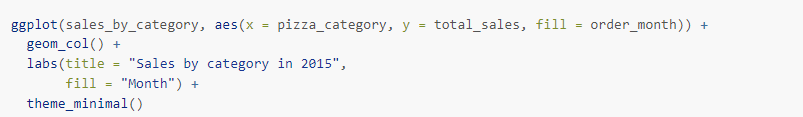 ggplot(sales_by_category, aes(x = pizza_category, y = total_sales, fill = order_month)) +
  geom_col() +
  labs(title = "Sales by category in 2015",
       fill = "Month") +
  theme_minimal()